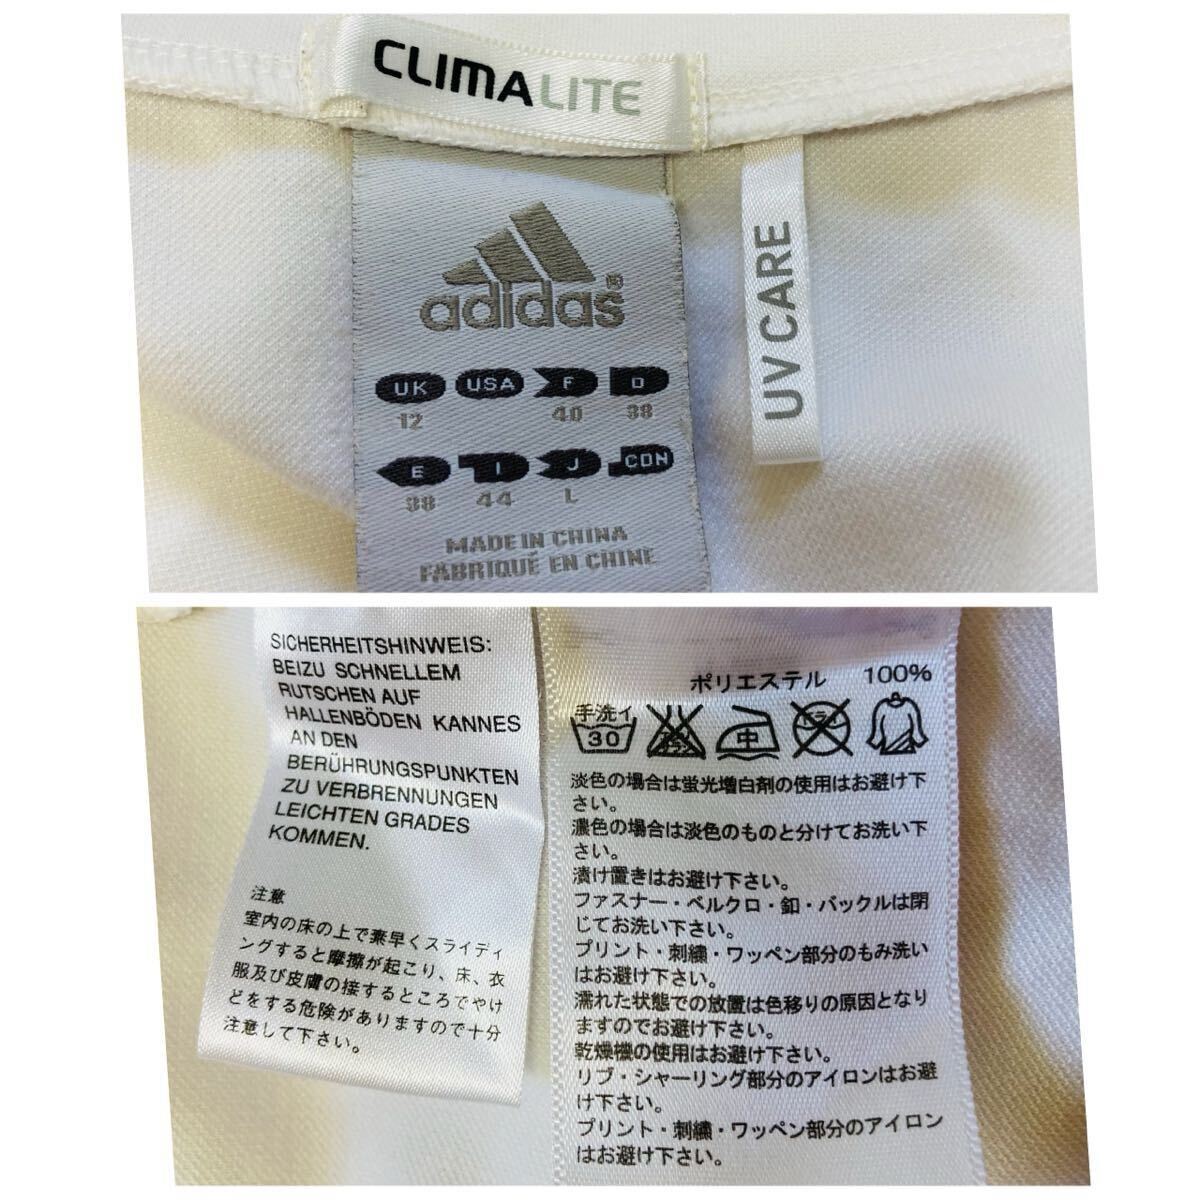 CLIMALITE
adidas®
UV CARE
UK USA F D
12 40 38
E I J CDN
38 44 L
MADE IN CHINA
FABRIQUÉ EN CHINE
SICHERHEITSHINWEIS:
BEIZU SCHNELLEM
RUTSCHEN AUF
HALLENBÖDEN KANNES
AN DEN
BERÜHRUNGSPUNKTEN
ZU VERBRENNUNGEN
LEICHTEN GRADES
KOMMEN.
注意
室内の床の上で素早くスライディ
ングすると摩擦が起こり、床、衣
服及び皮膚の接するところでやけ
どをする危険がありますので十分
注意して下さい。
ポリエステル 100%
手洗イ
30 中
淡色の場合は蛍光増白剤の使用はお避け下
さい。
濃色の場合は淡色のものと分けてお洗い下
さい。
漬け置きはお避け下さい。
ファスナー・ベルクロ・釦・バックルは閉
じてお洗い下さい。
プリント・刺繍・ワッペン部分のもみ洗い
はお避け下さい。
濡れた状態での放置は色移りの原因となり
ますのでお避け下さい。
乾燥機の使用はお避け下さい。
リブ・シャーリング部分のアイロンはお避
け下さい。
プリント・刺繍・ワッペン部分のアイロン
はお避け下さい。